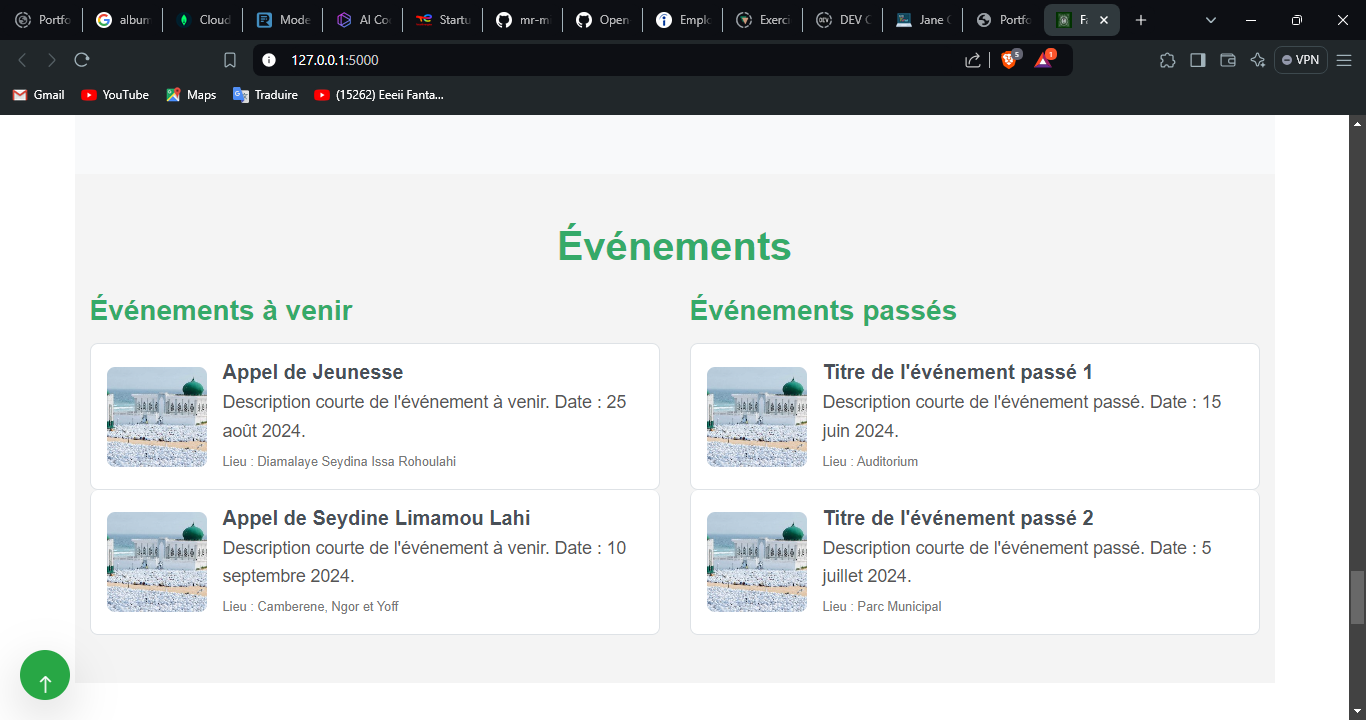 Portfo
album
Cloud
Mode
AI Co
Startu
mr-m
Open
Emplo
Exerci
DEV C
Jane
Portfo
127.0.0.1:5000
5
1
VPN
Gmail
YouTube
Maps
Traduire
(15262) Eeeii Fanta...
Événements
Événements à venir
Appel de Jeunesse
Description courte de l'événement à venir. Date : 25
août 2024.
Lieu : Diamalaye Seydina Issa Rohoulahi
Appel de Seydine Limamou Lahi
Description courte de l'événement à venir. Date : 10
septembre 2024.
Lieu : Camberene, Ngor et Yoff
Événements passés
Titre de l'événement passé 1
Description courte de l'événement passé. Date : 15
juin 2024.
Lieu : Auditorium
Titre de l'événement passé 2
Description courte de l'événement passé. Date : 5
juillet 2024.
Lieu : Parc Municipal